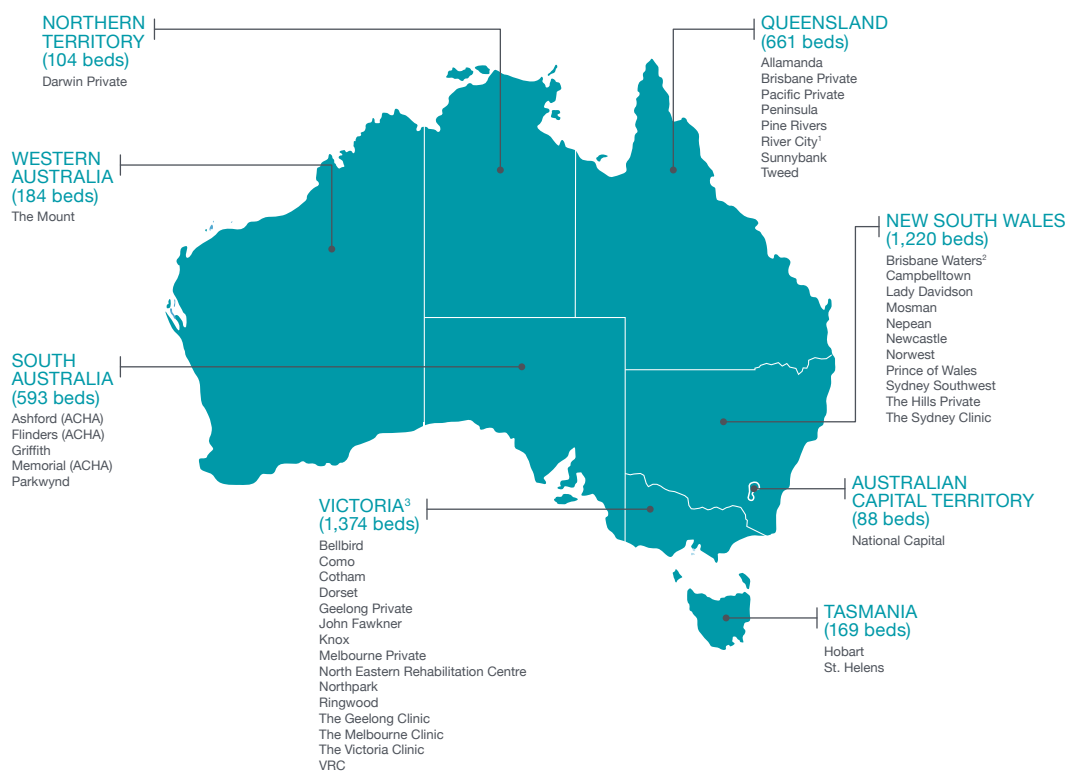 NORTHERN
TERRITORY
(104 beds)
Darwin Private
QUEENSLAND
(661 beds)
Allamanda
Brisbane Private
Pacific Private
Peninsula
Pine Rivers
River City¹
Sunnybank
Tweed
WESTERN
AUSTRALIA
(184 beds)
The Mount
NEW SOUTH WALES
(1,220 beds)
Brisbane Waters²
Campbelltown
Lady Davidson
Mosman
Nepean
Newcastle
Norwest
Prince of Wales
Sydney Southwest
The Hills Private
The Sydney Clinic
SOUTH
AUSTRALIA
(593 beds)
Ashford (ACHA)
Flinders (ACHA)
Griffith
Memorial (ACHA)
Parkwynd
AUSTRALIAN
CAPITAL TERRITORY
(88 beds)
National Capital
VICTORIA³
(1,374 beds)
Bellbird
Como
Cotham
Dorset
Geelong Private
John Fawkner
Knox
Melbourne Private
North Eastern Rehabilitation Centre
Northpark
Ringwood
The Geelong Clinic
The Melbourne Clinic
The Victoria Clinic
VRC
TASMANIA
(169 beds)
Hobart
St. Helens